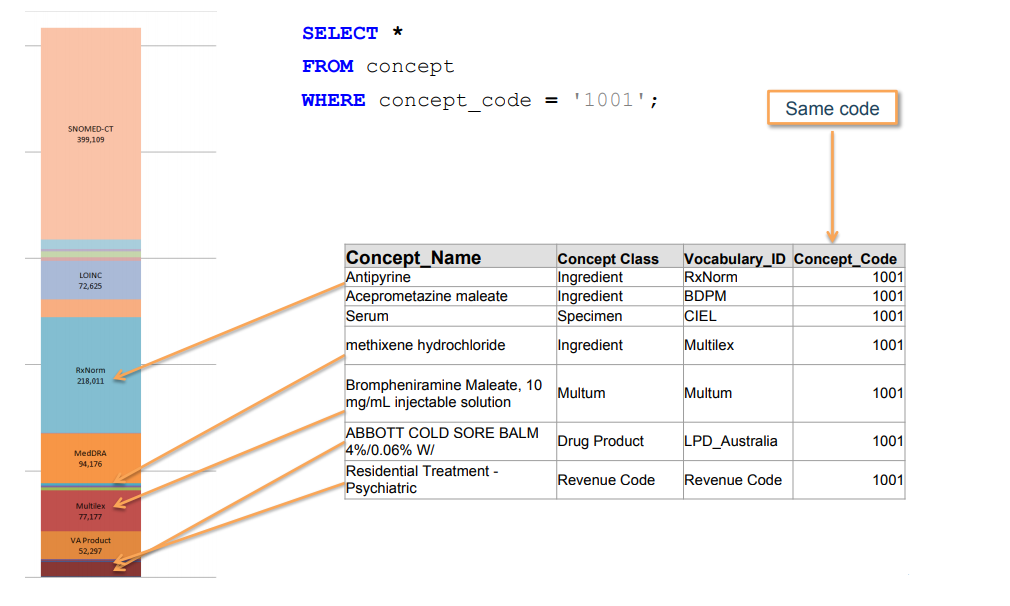 SELECT *
FROM concept
WHERE concept_code = '1001';
Same code
SNOMED-CT
399,109
LOINC
72,625
RxNorm
218,011
MedDRA
94,176
Multilex
77,177
VA Product
52,297
Concept_Name Concept Class Vocabulary_ID Concept_Code
Antipyrine Ingredient RxNorm 1001
Aceprometazine maleate Ingredient BDPM 1001
Serum Specimen CIEL 1001
methixene hydrochloride Ingredient Multilex 1001
Brompheniramine Maleate, 10
mg/mL injectable solution Multum Multum 1001
ABBOTT COLD SORE BALM
4%/0.06% W/ Drug Product LPD_Australia 1001
Residential Treatment -
Psychiatric Revenue Code Revenue Code 1001